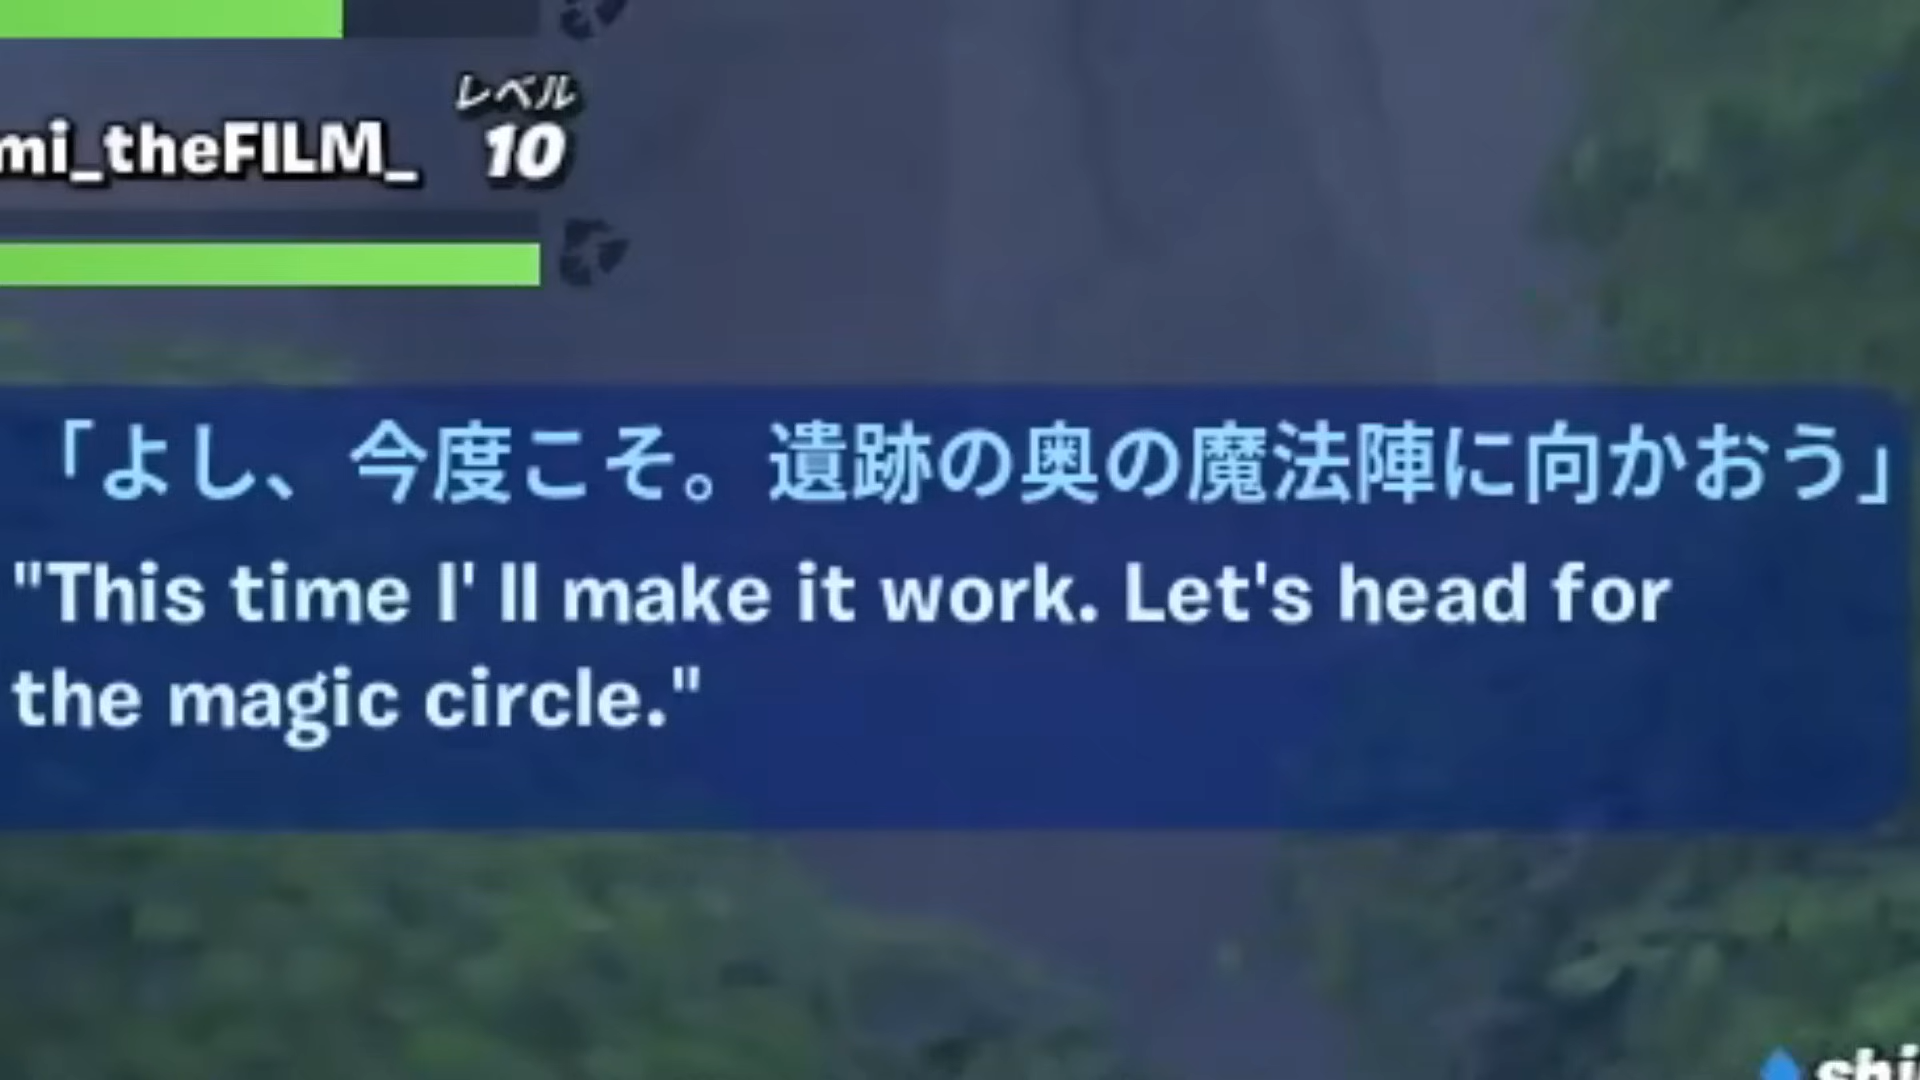 レベル
mi_theFILM_ 10
「よし、今度こそ。遺跡の奥の魔法陣に向かおう」
"This time I' ll make it work. Let's head for
the magic circle."
shi